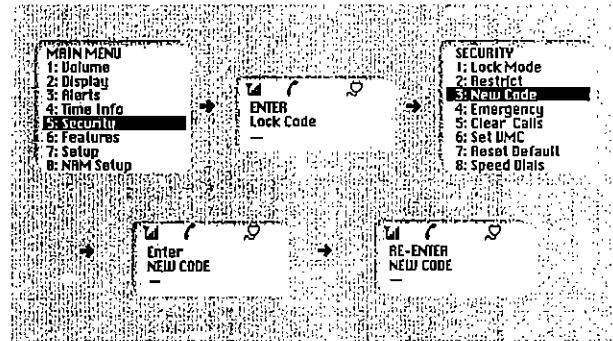 MAIN MENU
1: Volume
2: Display
3: Alerts
4: Time Info
5: Security
6: Features
7: Setup
8: NAM Setup
ENTER
Lock Code
SECURITY
1: Lock Mode
2: Restrict
3: New Code
4: Emergency
5: Clear Calls
6: Set VMC
7: Reset Default
8: Speed Dials
Enter
NEW CODE
RE-ENTER
NEW CODE